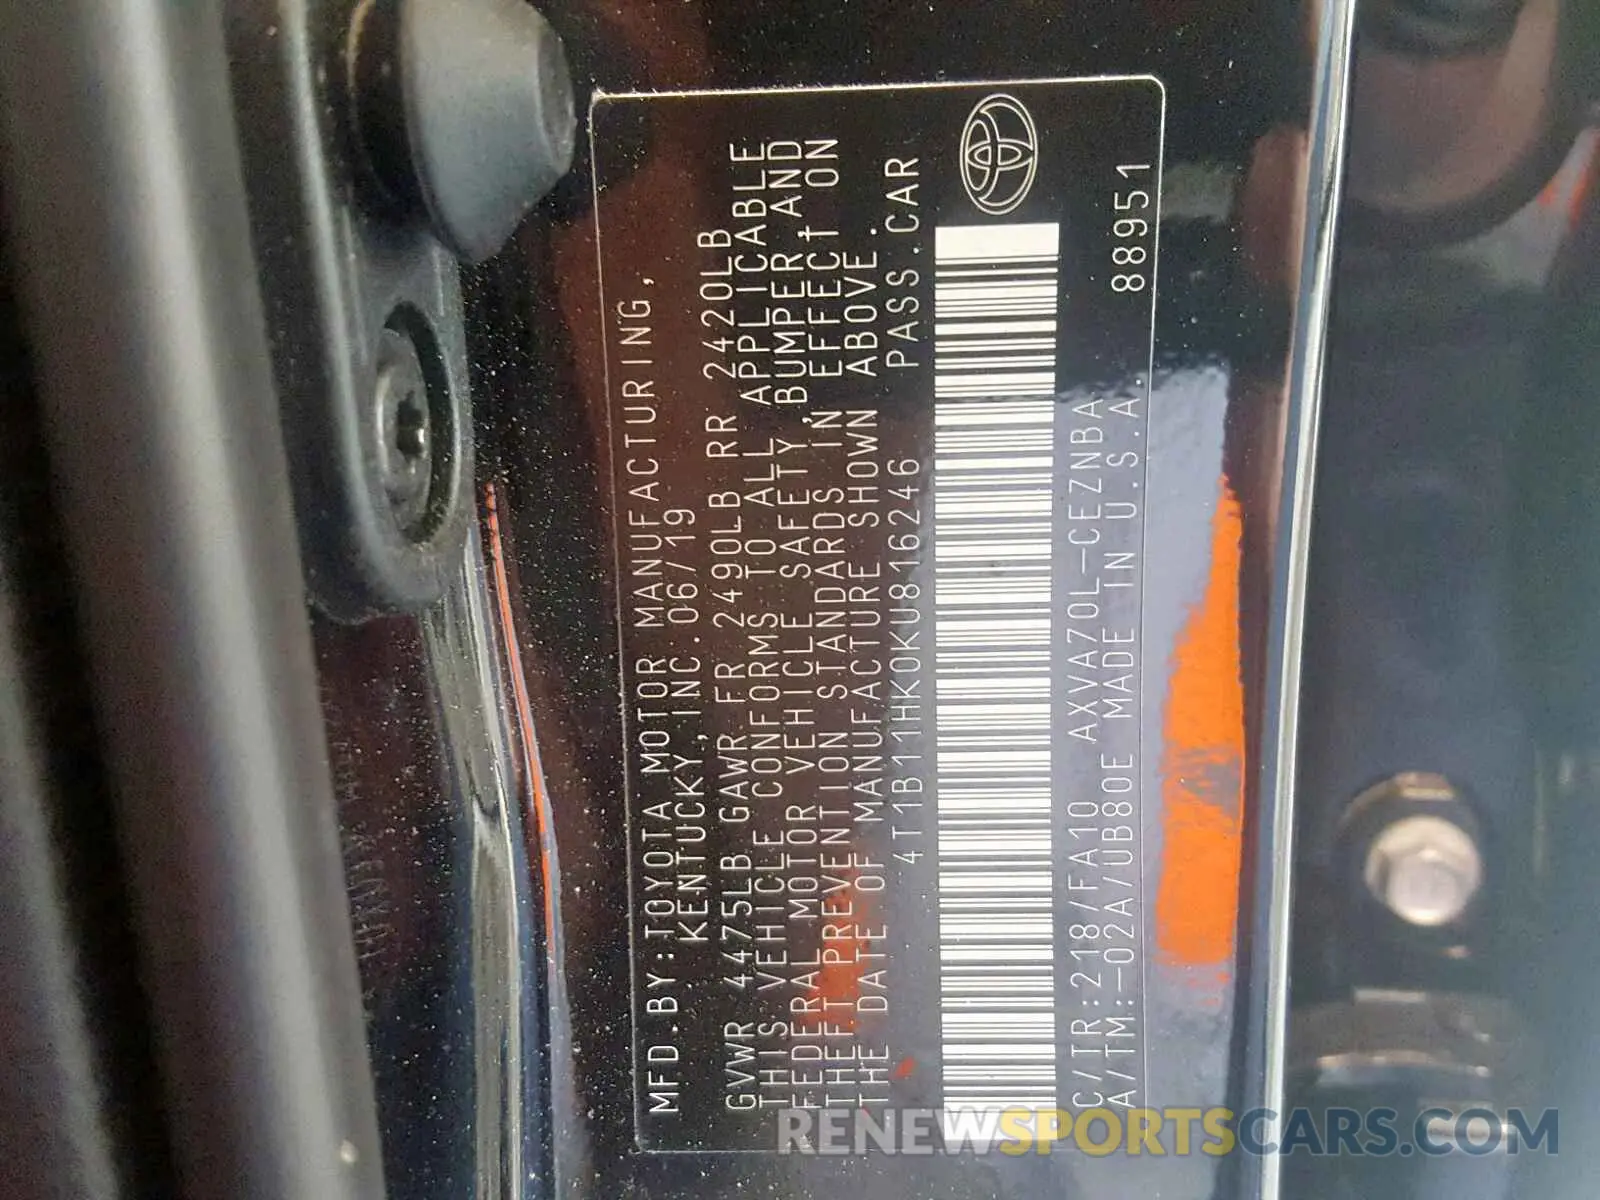 MFD.BY:TOYOTA MOTOR MANUFACTURING,
KENTUCKY,INC.06/19
GVWR 4475LB GAWR FR 2490LB RR 2420LB
THIS VEHICLE CONFORMS TO ALL APPLICABLE
FEDERAL MOTOR VEHICLE SAFETY,BUMPER,AND
THEFT PREVENTION STANDARDS IN EFFECT ON
THE DATE OF MANUFACTURE SHOWN ABOVE.
4T1B11HK0KU816246 PASS.CAR
C/TR:218/FA10 AXVA70L-CEZNBA
A/TM:-02A/UB80E MADE IN U.S.A.
88951
RENEWSPORTSCARS.COM